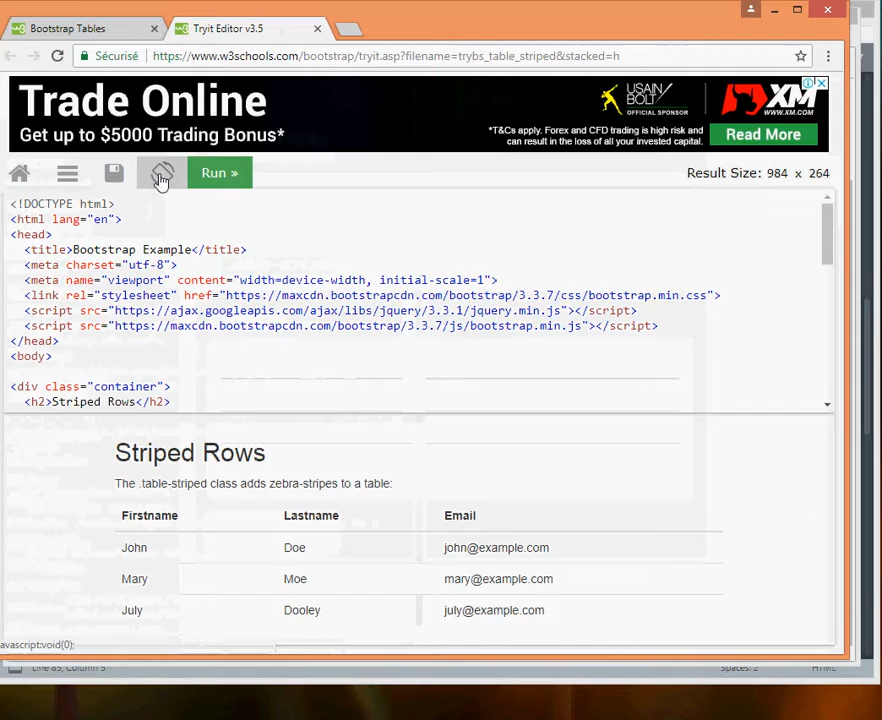 Bootstrap Tables
Tryit Editor v3.5
Sécurisé
https://www.w3schools.com/bootstrap/tryit.asp?filename=trybs_table_striped&stacked=h
Trade Online
Get up to $5000 Trading Bonus*
USAIN BOLT
OFFICIAL SPONSOR
XM
WWW.XM.COM
*T&Cs apply. Forex and CFD trading is high risk and
can result in the loss of all your invested capital.
Read More
Run »
Result Size: 984 x 264
<!DOCTYPE html>
<html lang="en">
<head>
<title>Bootstrap Example</title>
<meta charset="utf-8">
<meta name="viewport" content="width=device-width, initial-scale=1">
<link rel="stylesheet" href="https://maxcdn.bootstrapcdn.com/bootstrap/3.3.7/css/bootstrap.min.css">
<script src="https://ajax.googleapis.com/ajax/libs/jquery/3.3.1/jquery.min.js"></script>
<script src="https://maxcdn.bootstrapcdn.com/bootstrap/3.3.7/js/bootstrap.min.js"></script>
</head>
<body>
<div class="container">
<h2>Striped Rows</h2>
Striped Rows
The .table-striped class adds zebra-stripes to a table:
Firstname Lastname Email
John Doe john@example.com
Mary Moe mary@example.com
July Dooley july@example.com
avascript:void(0);
Spaces: 2
HTML